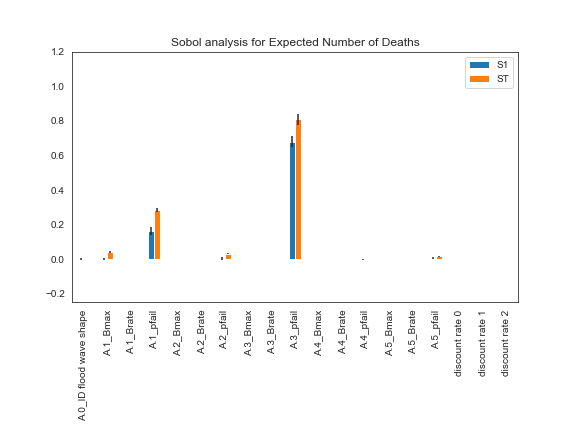 Sobol analysis for Expected Number of Deaths
1.2
1.0
0.8
0.6
0.4
0.2
0.0
−0.2
S1
ST
A.0_ID flood wave shape
A.1_Bmax
A.1_Brate
A.1_pfail
A.2_Bmax
A.2_Brate
A.2_pfail
A.3_Bmax
A.3_Brate
A.3_pfail
A.4_Bmax
A.4_Brate
A.4_pfail
A.5_Bmax
A.5_Brate
A.5_pfail
discount rate 0
discount rate 1
discount rate 2